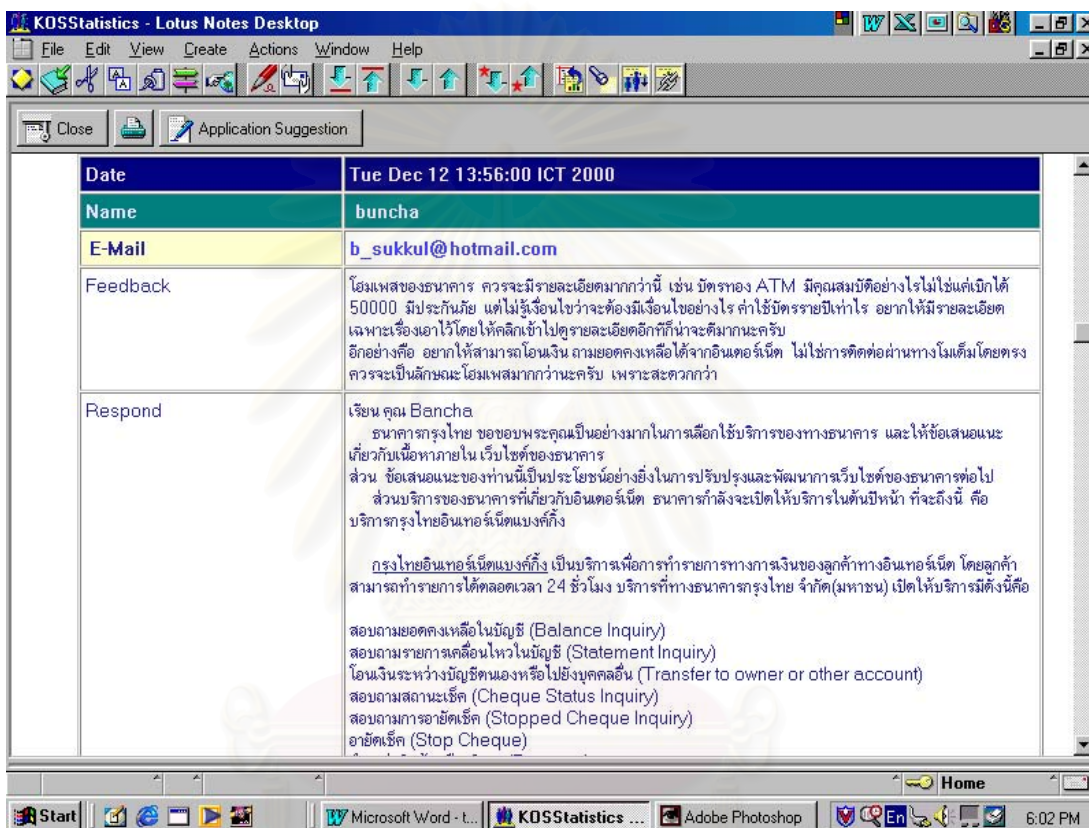 KOSStatistics - Lotus Notes Desktop
File Edit View Create Actions Window Help
Close Application Suggestion
Date Tue Dec 12 13:56:00 ICT 2000
Name buncha
E-Mail b_sukkul@hotmail.com
Feedback โฮมเพสของธนาคาร ควรจะมีรายละเอียดมากกว่านี้ เช่น บัตรทอง ATM มีคุณสมบัติอย่างไรไม่ใช่แค่เบิกได้
50000 มีประกันภัย แต่ไม่รู้เงื่อนไขว่าจะต้องมีเงื่อนไขอย่างไร ค่าใช้บัตรรายปีเท่าไร อยากให้มีรายละเอียด
เฉพาะเรื่องเอาไว้โดยให้คลิกเข้าไปดูรายละเอียดอีกทีก็น่าจะดีมากนะครับ
อีกอย่างคือ อยากให้สามารถโอนเงิน ถามยอดคงเหลือได้จากอินเตอร์เน็ต ไม่ใช่การติดต่อผ่านทางโมเด็มโดยตรง
ควรจะเป็นลักษณะโฮมเพสมากกว่านะครับ เพราะสะดวกกว่า
Respond เรียน คุณ Bancha
ธนาคารกรุงไทย ขอขอบพระคุณเป็นอย่างมากในการเลือกใช้บริการของทางธนาคาร และให้ข้อเสนอแนะ
เกี่ยวกับเนื้อหาภายใน เว็บไซต์ของธนาคาร
ส่วน ข้อเสนอแนะของท่านนี้เป็นประโยชน์อย่างยิ่งในการปรับปรุงและพัฒนาการเว็บไซต์ของธนาคารต่อไป
ส่วนบริการของธนาคารที่เกี่ยวกับอินเตอร์เน็ต ธนาคารกำลังจะเปิดให้บริการในต้นปีหน้า ที่จะถึงนี้ คือ
บริการกรุงไทยอินเทอร์เน็ตแบงค์กิ้ง
กรุงไทยอินเทอร์เน็ตแบงค์กิ้ง เป็นบริการเพื่อการทำรายการทางการเงินของลูกค้าทางอินเตอร์เน็ต โดยลูกค้า
สามารถทำรายการได้ตลอดเวลา 24 ชั่วโมง บริการที่ทางธนาคารกรุงไทย จำกัด(มหาชน) เปิดให้บริการมีดังนี้คือ
สอบถามยอดคงเหลือในบัญชี (Balance Inquiry)
สอบถามรายการเคลื่อนไหวในบัญชี (Statement Inquiry)
โอนเงินระหว่างบัญชีตนเองหรือไปยังบุคคลอื่น (Transfer to owner or other account)
สอบถามสถานะเช็ค (Cheque Status Inquiry)
สอบถามการอายัดเช็ค (Stopped Cheque Inquiry)
อายัดเช็ค (Stop Cheque)
Home
Start Microsoft Word - t... KOSStatistics ... Adobe Photoshop En 6:02 PM